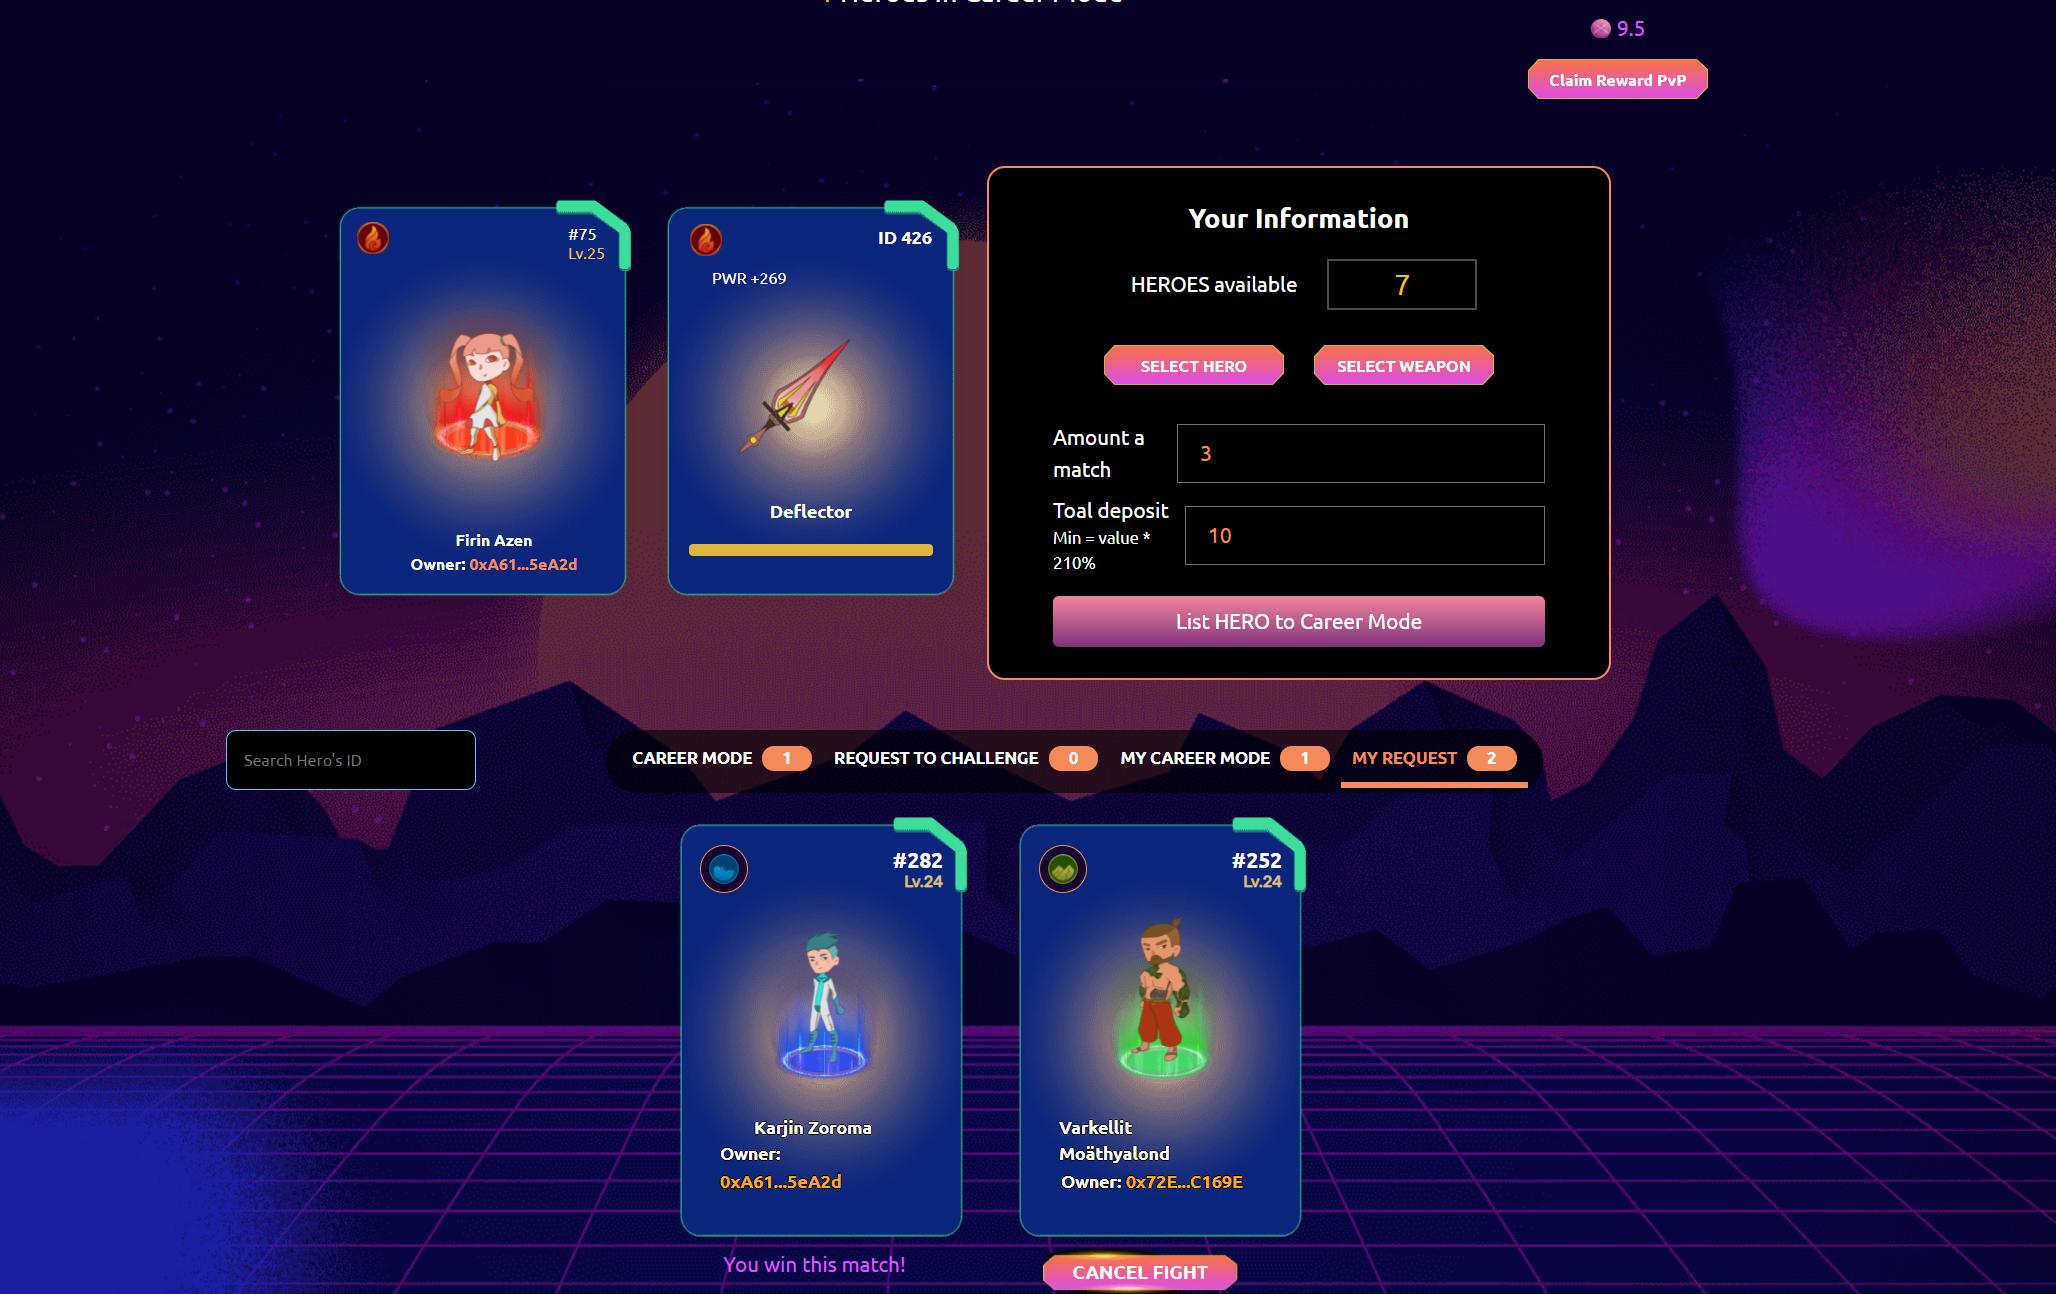 Heroes in Career Mode
9.5
Claim Reward PvP
#75
Lv.25
Firin Azen
Owner: 0xA61...5eA2d
ID 426
PWR +269
Deflector
Your Information
HEROES available 7
SELECT HERO SELECT WEAPON
Amount a
match
3
Toal deposit
Min = value *
210%
10
List HERO to Career Mode
Search Hero's ID
CAREER MODE 1 REQUEST TO CHALLENGE 0 MY CAREER MODE 1 MY REQUEST 2
#282
Lv.24
Karjin Zoroma
Owner:
0xA61...5eA2d
You win this match!
#252
Lv.24
Varkellit
Moäthyalond
Owner: 0x72E...C169E
CANCEL FIGHT